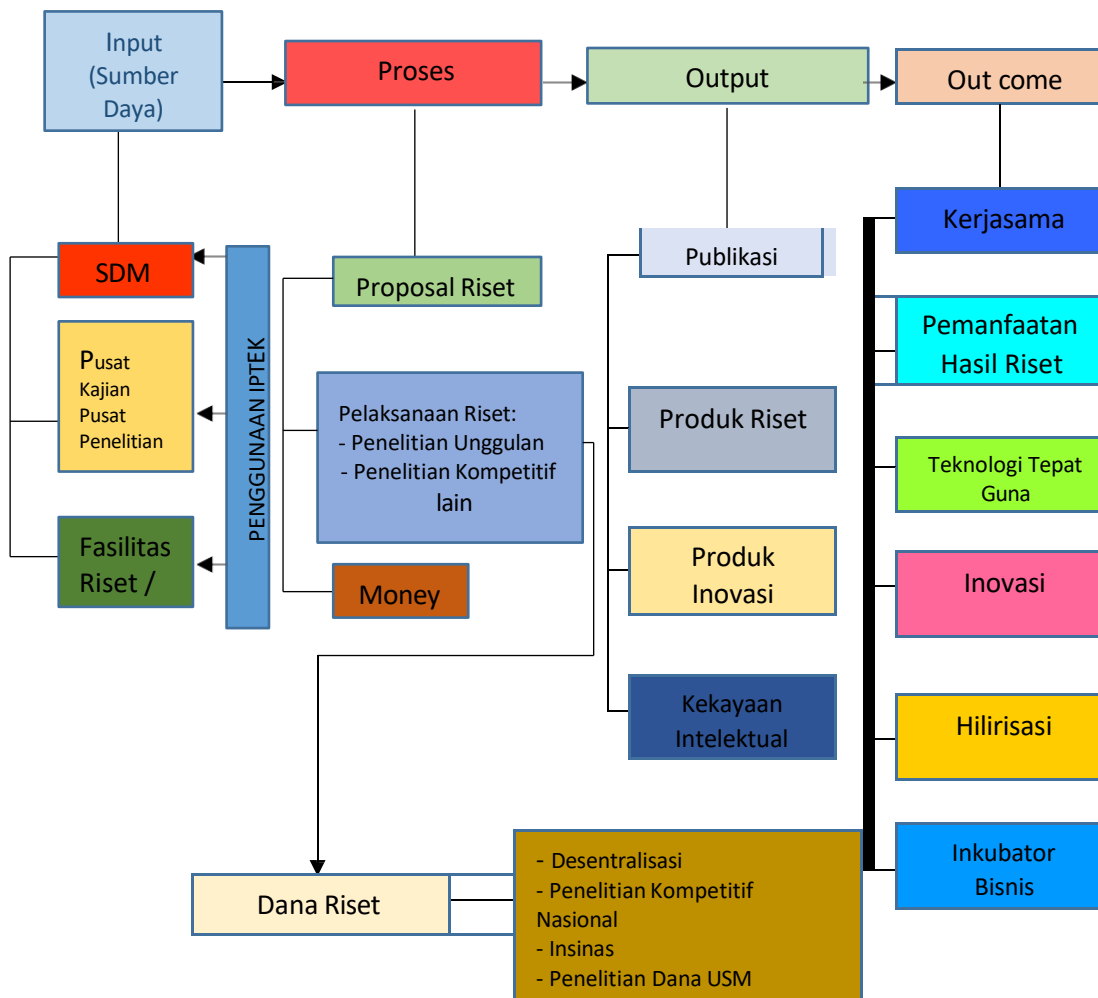 Input
(Sumber
Daya)
Proses
Output
Out come
SDM
Pusat
Kajian
Pusat
Penelitian
Fasilitas
Riset /
PENGGUNAAN IPTEK
Proposal Riset
Pelaksanaan Riset:
- Penelitian Unggulan
- Penelitian Kompetitif
lain
Money
Publikasi
Produk Riset
Produk
Inovasi
Kekayaan
Intelektual
Kerjasama
Pemanfaatan
Hasil Riset
Teknologi Tepat
Guna
Inovasi
Hilirisasi
Inkubator
Bisnis
Dana Riset
- Desentralisasi
- Penelitian Kompetitif
Nasional
- Insinas
- Penelitian Dana USM